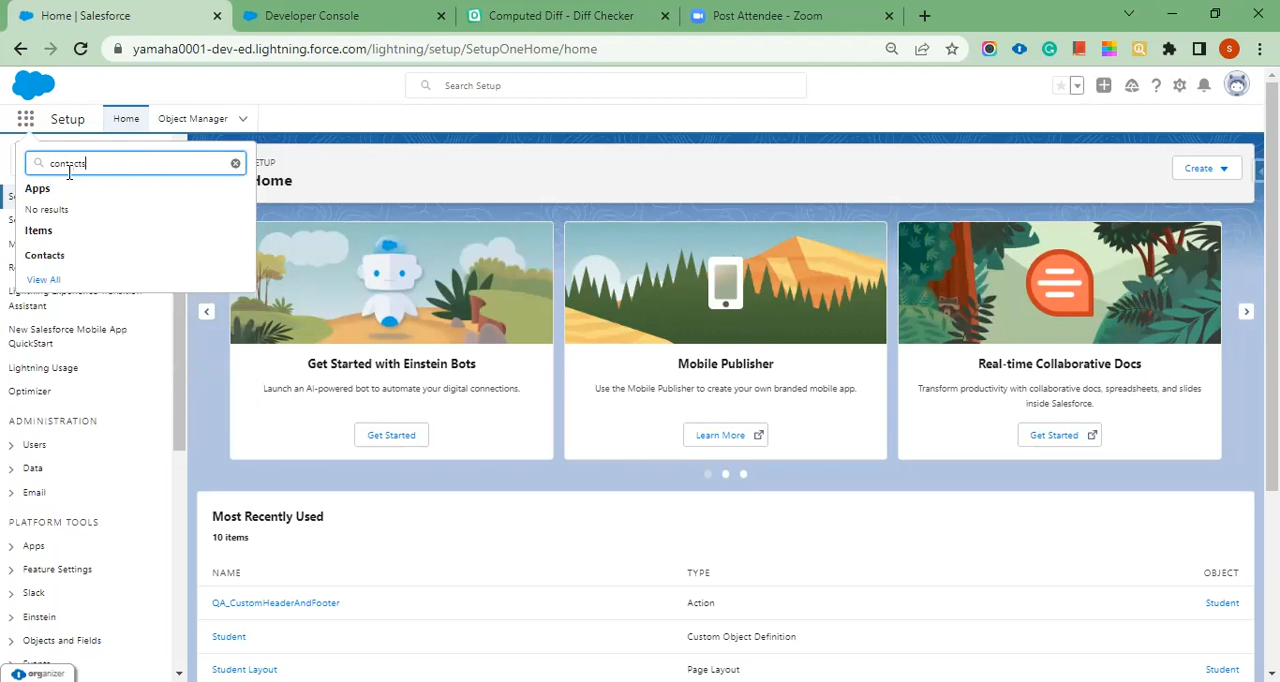 Home | Salesforce
Developer Console
Computed Diff - Diff Checker
Post Attendee - Zoom
yamaha0001-dev-ed.lightning.force.com/lightning/setup/SetupOneHome/home
Search Setup
Setup
Home
Object Manager
contacts
Apps
No results
Items
Contacts
View All
SETUP
Home
Create
Assistant
New Salesforce Mobile App
QuickStart
Lightning Usage
Optimizer
ADMINISTRATION
Users
Data
Email
PLATFORM TOOLS
Apps
Feature Settings
Slack
Einstein
Objects and Fields
Events
organizer
Get Started with Einstein Bots
Launch an AI-powered bot to automate your digital connections.
Get Started
Mobile Publisher
Use the Mobile Publisher to create your own branded mobile app.
Learn More
Real-time Collaborative Docs
Transform productivity with collaborative docs, spreadsheets, and slides
inside Salesforce.
Get Started
Most Recently Used
10 items
NAME TYPE OBJECT
QA_CustomHeaderAndFooter Action Student
Student Custom Object Definition
Student Layout Page Layout Student